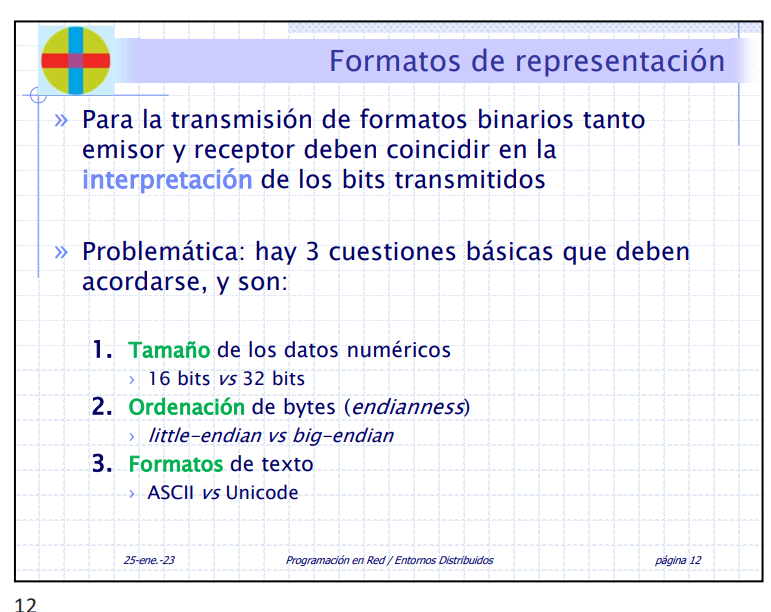 Formatos de representación
» Para la transmisión de formatos binarios tanto
emisor y receptor deben coincidir en la
interpretación de los bits transmitidos
» Problemática: hay 3 cuestiones básicas que deben
acordarse, y son:
1. Tamaño de los datos numéricos
› 16 bits vs 32 bits
2. Ordenación de bytes (endianness)
› little-endian vs big-endian
3. Formatos de texto
› ASCII vs Unicode
25-ene.-23 Programación en Red / Entornos Distribuidos página 12
12